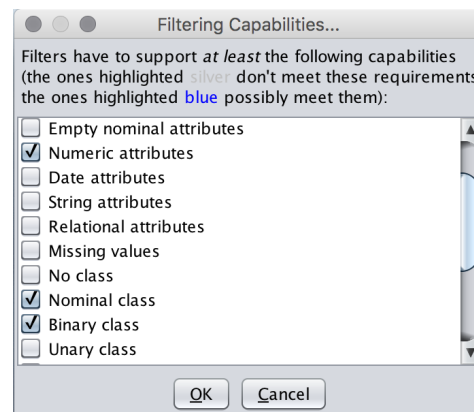 Filtering Capabilities...
Filters have to support at least the following capabilities
(the ones highlighted silver don't meet these requirements
the ones highlighted blue possibly meet them):
Empty nominal attributes
Numeric attributes
Date attributes
String attributes
Relational attributes
Missing values
No class
Nominal class
Binary class
Unary class
OK Cancel